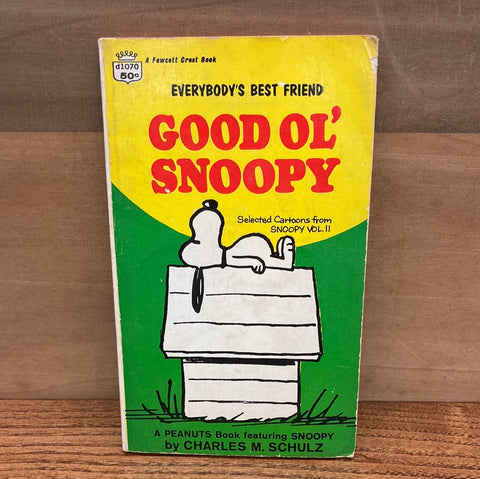 d1070
50¢
A Fawcett Crest Book
EVERYBODY'S BEST FRIEND
GOOD OL'
SNOOPY
Selected Cartoons from
SNOOPY VOL. II
A PEANUTS Book featuring SNOOPY
by CHARLES M. SCHULZ